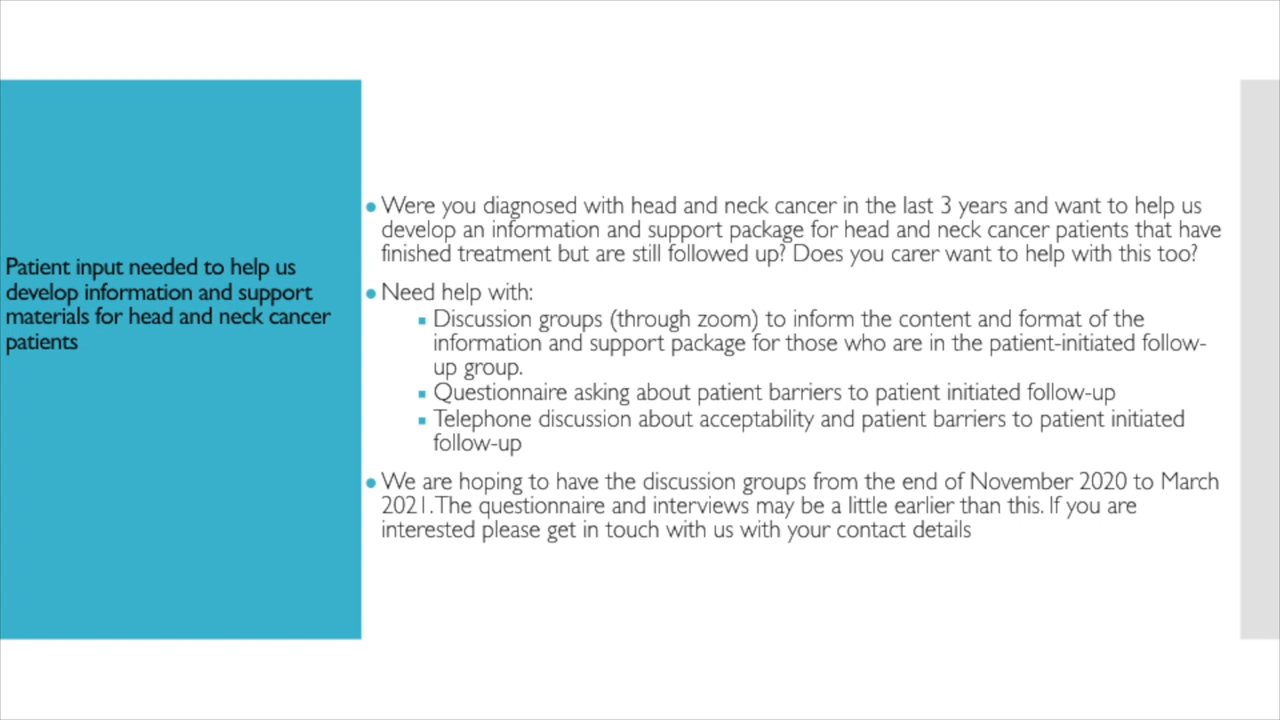 Patient input needed to help us
develop information and support
materials for head and neck cancer
patients
Were you diagnosed with head and neck cancer in the last 3 years and want to help us
develop an information and support package for head and neck cancer patients that have
finished treatment but are still followed up? Does you carer want to help with this too?
Need help with:
Discussion groups (through zoom) to inform the content and format of the
information and support package for those who are in the patient-initiated follow-
up group.
Questionnaire asking about patient barriers to patient initiated follow-up
Telephone discussion about acceptability and patient barriers to patient initiated
follow-up
We are hoping to have the discussion groups from the end of November 2020 to March
2021. The questionnaire and interviews may be a little earlier than this. If you are
interested please get in touch with us with your contact details